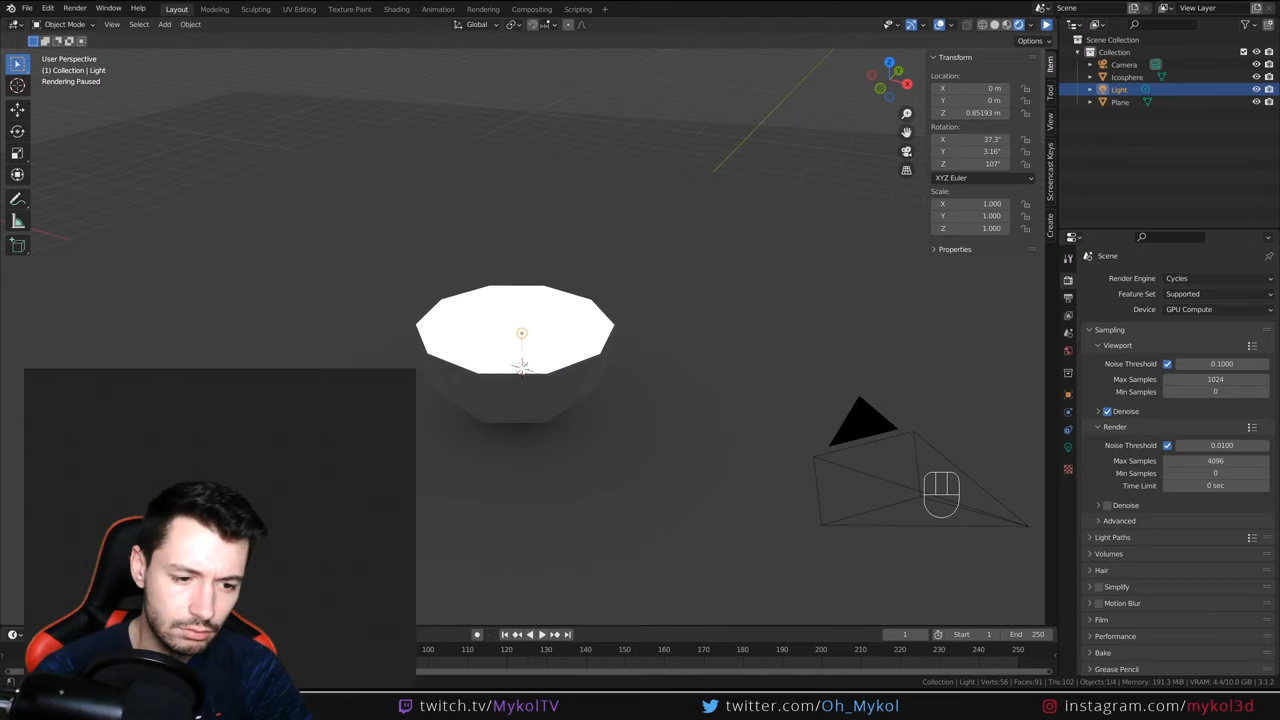 File Edit Render Window Help Layout Modeling Sculpting UV Editing Texture Paint Shading Animation Rendering Compositing Scripting + Scene View Layer
Object Mode View Select Add Object Global
Options
User Perspective
(1) Collection | Light
Rendering Paused
Z
Y
X
Transform
Location:
X 0 m
Y 0 m
Z 0.85193 m
Rotation:
X 37.3°
Y 3.16°
Z 107°
XYZ Euler
Scale:
X 1.000
Y 1.000
Z 1.000
Properties
Item
Tool
View
Screencast Keys
Create
Scene Collection
Collection
Camera
Icosphere
Light
Plane
Scene
Render Engine Cycles
Feature Set Supported
Device GPU Compute
Sampling
Viewport
Noise Threshold 0.1000
Max Samples 1024
Min Samples 0
Denoise
Render
Noise Threshold 0.0100
Max Samples 4096
Min Samples 0
Time Limit 0 sec
Denoise
Advanced
Light Paths
Volumes
Hair
Simplify
Motion Blur
Film
Performance
Bake
Grease Pencil
1 Start 1 End 250
100 110 120 130 140 150 160 170 180 190 200 210 220 230 240 250
Collection | Light | Verts:56 | Faces:91 | Tris:102 | Objects:1/4 | Memory: 191.3 MiB | VRAM: 4.4/10.0 GiB | 3.1.2
twitch.tv/MykolTV twitter.com/Oh_Mykol instagram.com/mykol3d